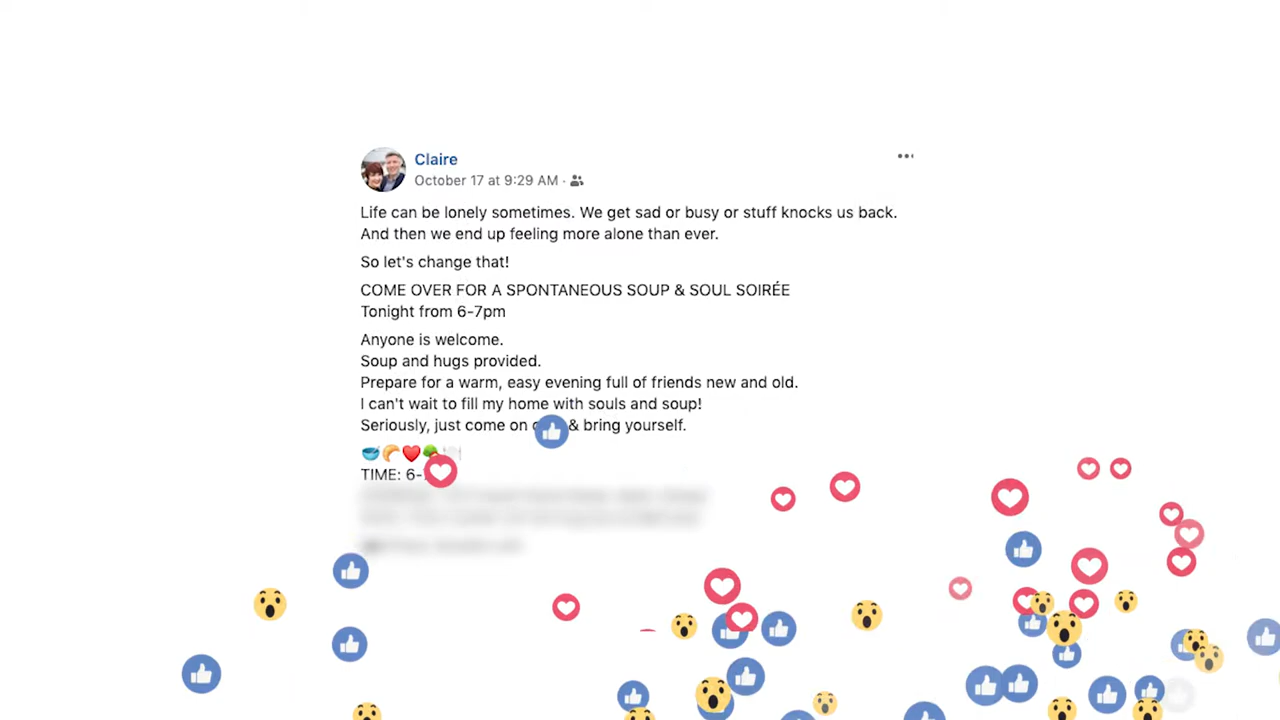 Claire
October 17 at 9:29 AM ·
Life can be lonely sometimes. We get sad or busy or stuff knocks us back.
And then we end up feeling more alone than ever.
So let's change that!
COME OVER FOR A SPONTANEOUS SOUP & SOUL SOIRÉE
Tonight from 6-7pm
Anyone is welcome.
Soup and hugs provided.
Prepare for a warm, easy evening full of friends new and old.
I can't wait to fill my home with souls and soup!
Seriously, just come on & bring yourself.
TIME: 6-